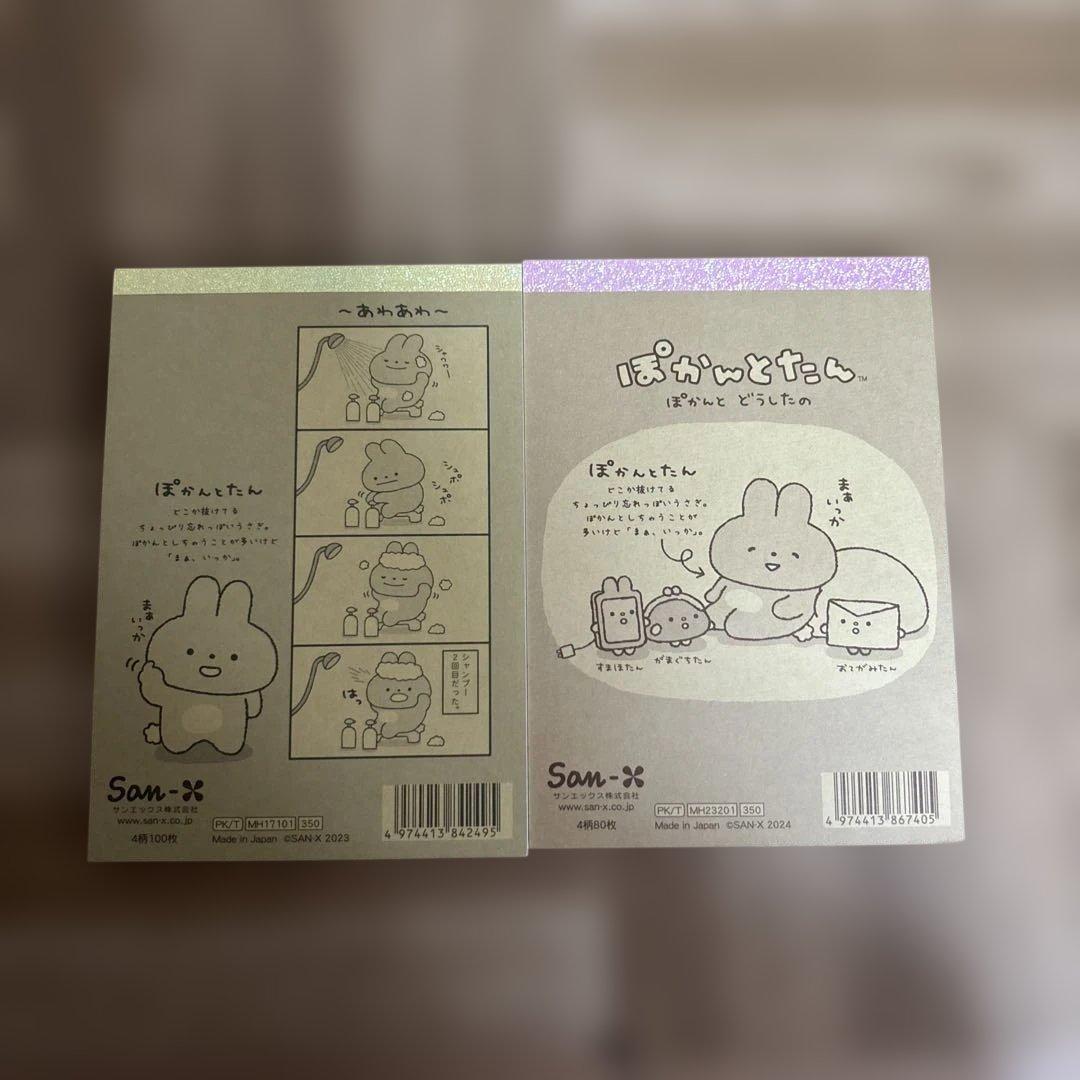 ～あわあわ～
シャアアー
シュポ。
シュポ。
はっ
シャンプー
2回目だった。
ぽかんとたん
どこか抜けてる
ちょっぴり忘れっぽいうさぎ。
ぽかんとしちゃうことが多いけど
「まぁ、いっか」。
まぁ
いっか
San-X
サンエックス株式会社
www.san-x.co.jp
4柄100枚
PK/T MH17101 350
Made in Japan ©SAN-X 2023
4 974413 842495
ぽかんとたん™
ぽかんと どうしたの
ぽかんとたん
どこか抜けてる
ちょっぴり忘れっぽいうさぎ。
ぽかんとしちゃうことが
多いけど「まぁ、いっか」。
まぁ
いっか
すまほたん
がまぐちたん
おてがみたん
San-X
サンエックス株式会社
www.san-x.co.jp
4柄80枚
PK/T MH23201 350
Made in Japan ©SAN-X 2024
4 974413 867405